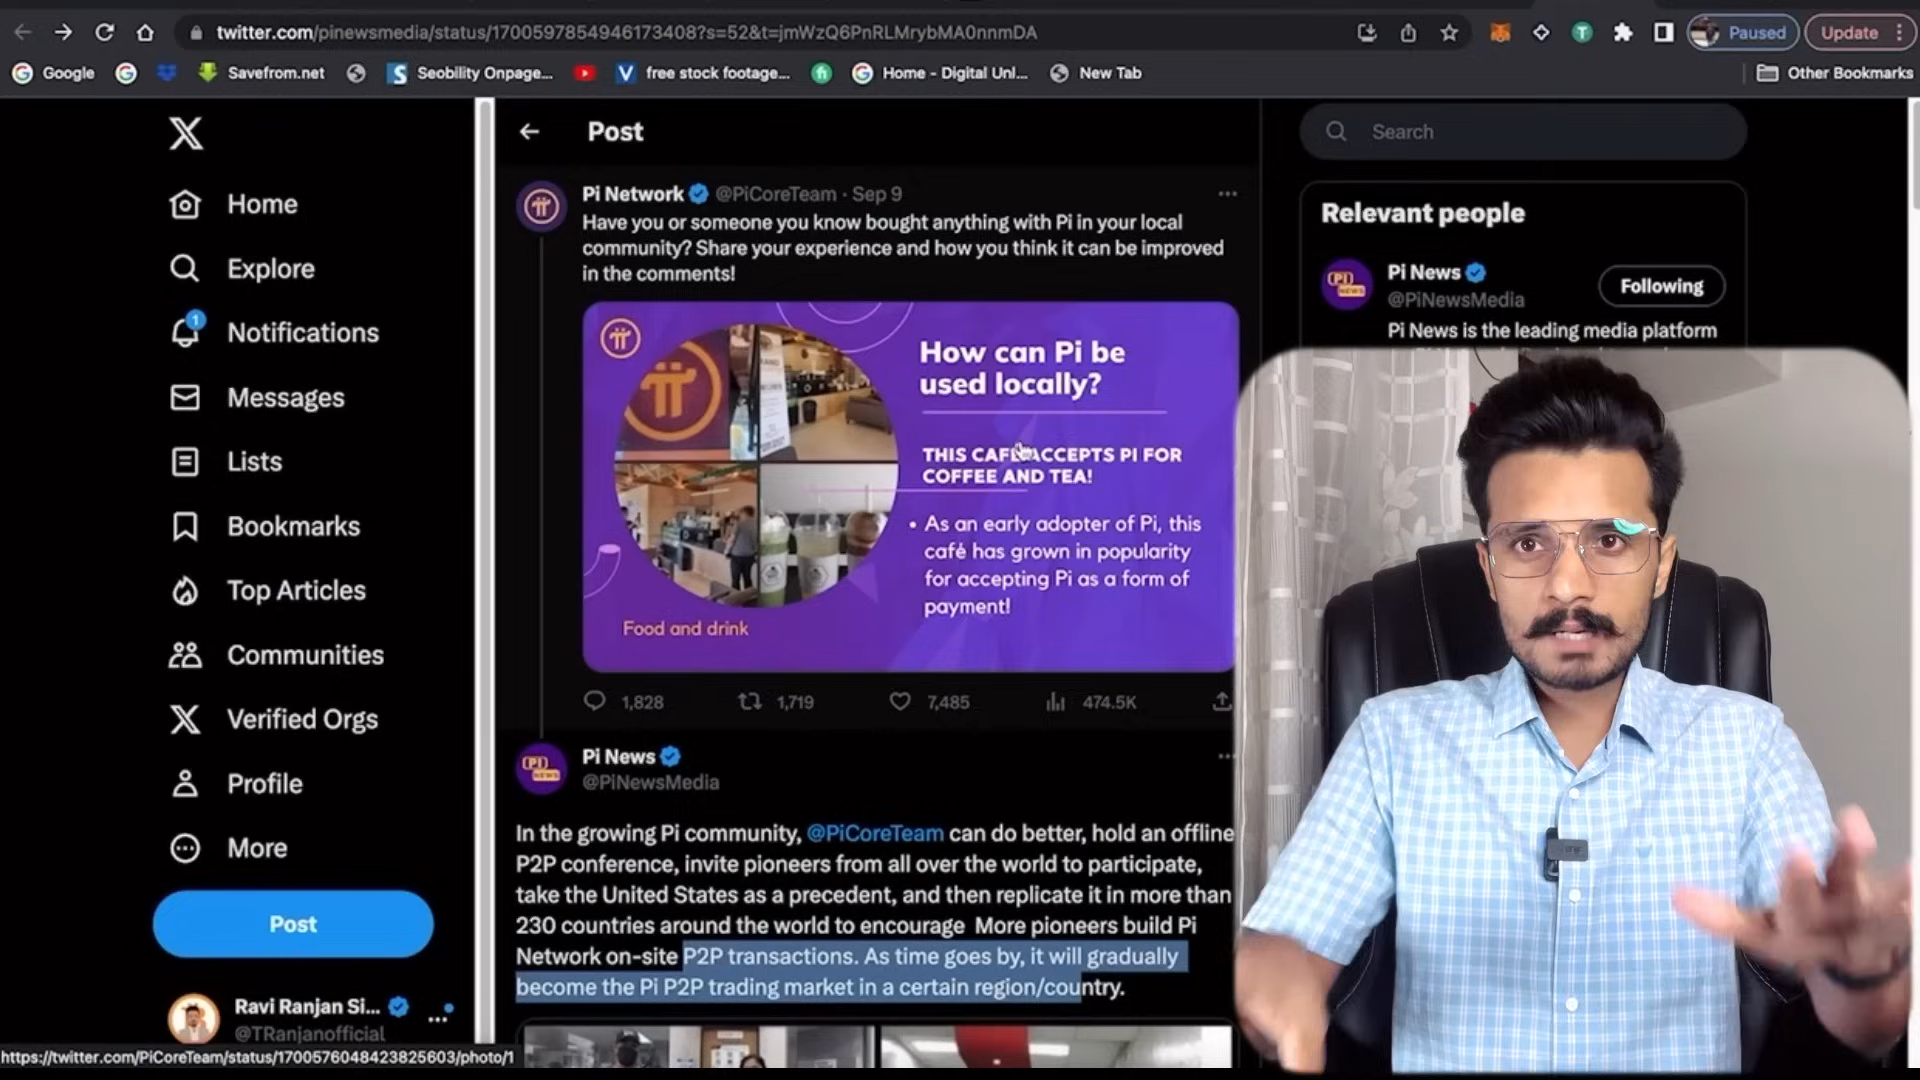 twitter.com/pinewsmedia/status/1700597854946173408?s=52&t=jmWzQ6PnRLMrybMA0nnmDA
Paused
Update
Google
Savefrom.net
Seobility Onpage...
free stock footage...
Home - Digital Unl...
New Tab
Other Bookmarks
Home
Explore
1
Notifications
Messages
Lists
Bookmarks
Top Articles
Communities
Verified Orgs
Profile
More
Post
Ravi Ranjan Si...
@TRanjanofficial
https://twitter.com/PiCoreTeam/status/1700576048423825603/photo/1
Post
Pi Network @PiCoreTeam · Sep 9
Have you or someone you know bought anything with Pi in your local
community? Share your experience and how you think it can be improved
in the comments!
How can Pi be
used locally?
THIS CAFÉ ACCEPTS PI FOR
COFFEE AND TEA!
• As an early adopter of Pi, this
café has grown in popularity
for accepting Pi as a form of
payment!
Food and drink
1,828
1,719
7,485
474.5K
Pi News
@PiNewsMedia
In the growing Pi community, @PiCoreTeam can do better, hold an offline
P2P conference, invite pioneers from all over the world to participate,
take the United States as a precedent, and then replicate it in more than
230 countries around the world to encourage More pioneers build Pi
Network on-site P2P transactions. As time goes by, it will gradually
become the Pi P2P trading market in a certain region/country.
Search
Relevant people
Pi News
@PiNewsMedia
Following
Pi News is the leading media platform